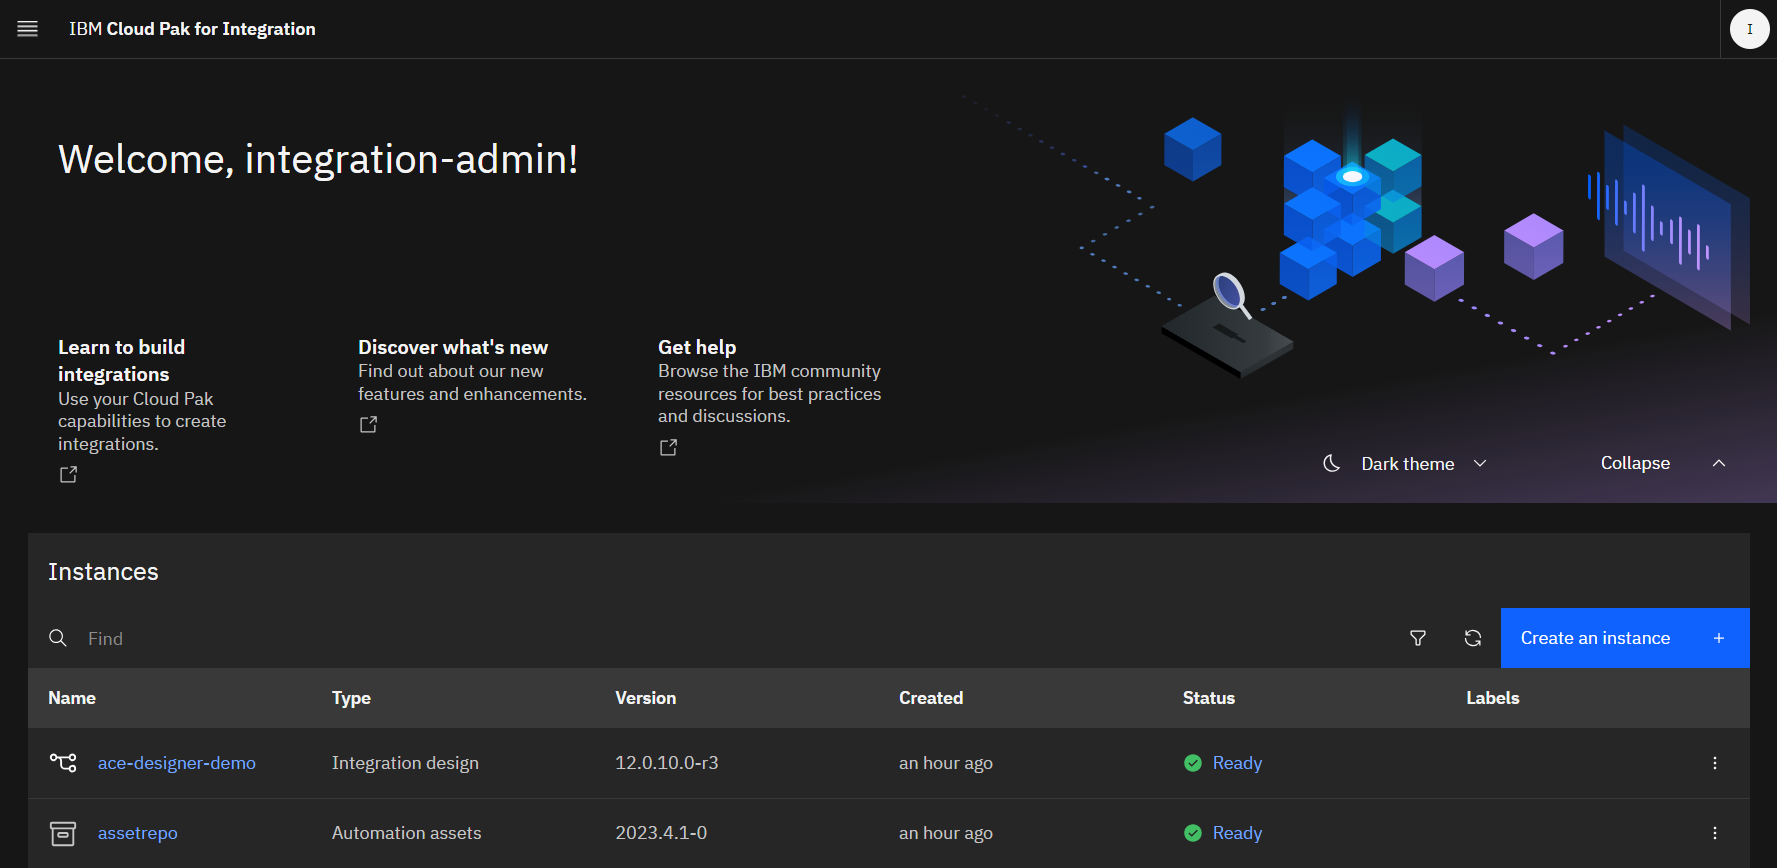 IBM Cloud Pak for Integration
I
Welcome, integration-admin!
Learn to build
integrations
Use your Cloud Pak
capabilities to create
integrations.
Discover what's new
Find out about our new
features and enhancements.
Get help
Browse the IBM community
resources for best practices
and discussions.
Dark theme
Collapse
Instances
Find
Create an instance +
Name Type Version Created Status Labels
ace-designer-demo Integration design 12.0.10.0-r3 an hour ago Ready
assetrepo Automation assets 2023.4.1-0 an hour ago Ready